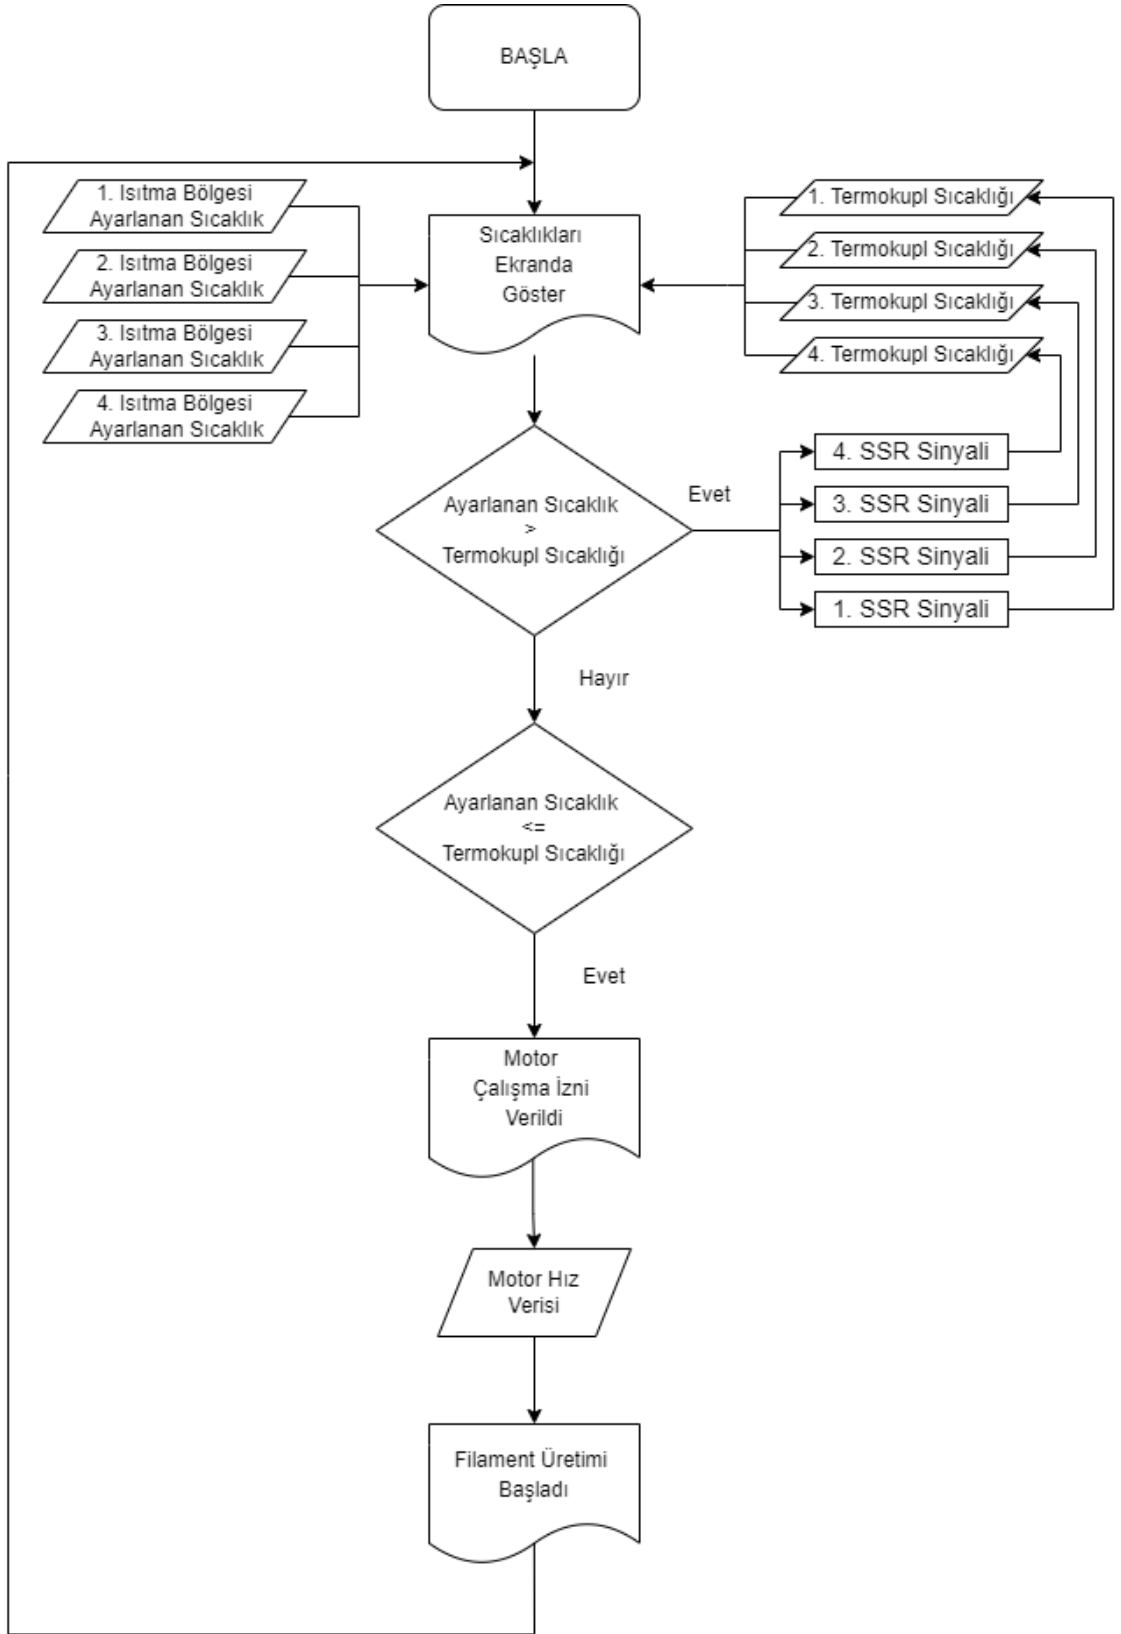 BAŞLA
1. Isıtma Bölgesi
Ayarlanan Sıcaklık
2. Isıtma Bölgesi
Ayarlanan Sıcaklık
3. Isıtma Bölgesi
Ayarlanan Sıcaklık
4. Isıtma Bölgesi
Ayarlanan Sıcaklık
Sıcaklıkları
Ekranda
Göster
1. Termokupl Sıcaklığı
2. Termokupl Sıcaklığı
3. Termokupl Sıcaklığı
4. Termokupl Sıcaklığı
Ayarlanan Sıcaklık
>
Termokupl Sıcaklığı
Evet
4. SSR Sinyali
3. SSR Sinyali
2. SSR Sinyali
1. SSR Sinyali
Hayır
Ayarlanan Sıcaklık
<=
Termokupl Sıcaklığı
Evet
Motor
Çalışma İzni
Verildi
Motor Hız
Verisi
Filament Üretimi
Başladı